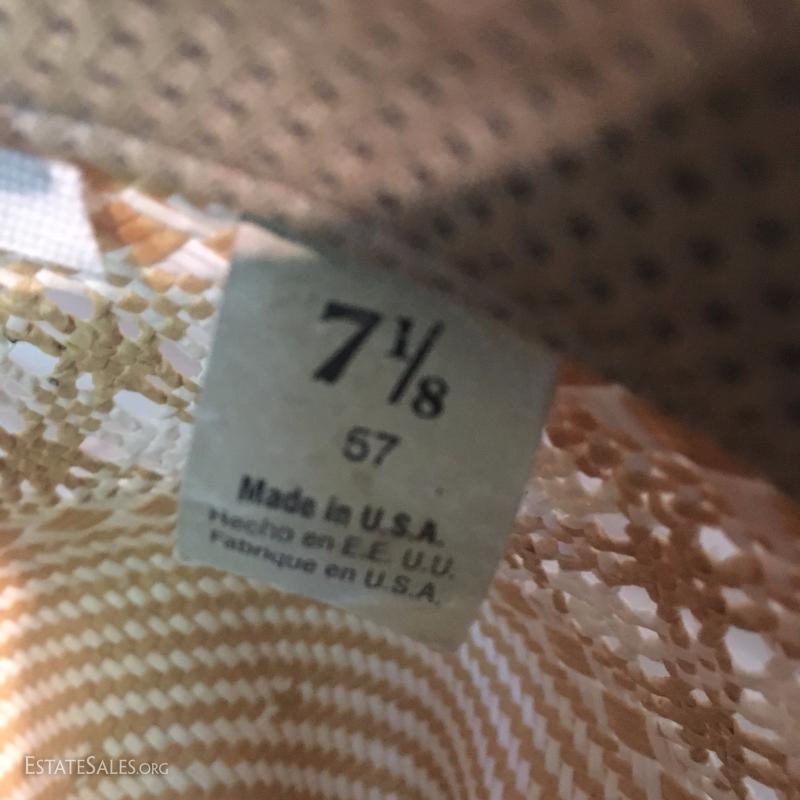 7 1/8
57
Made in U.S.A.
Hecho en E.E. U.U.
Fabrique en U.S.A.
ESTATESALES.ORG